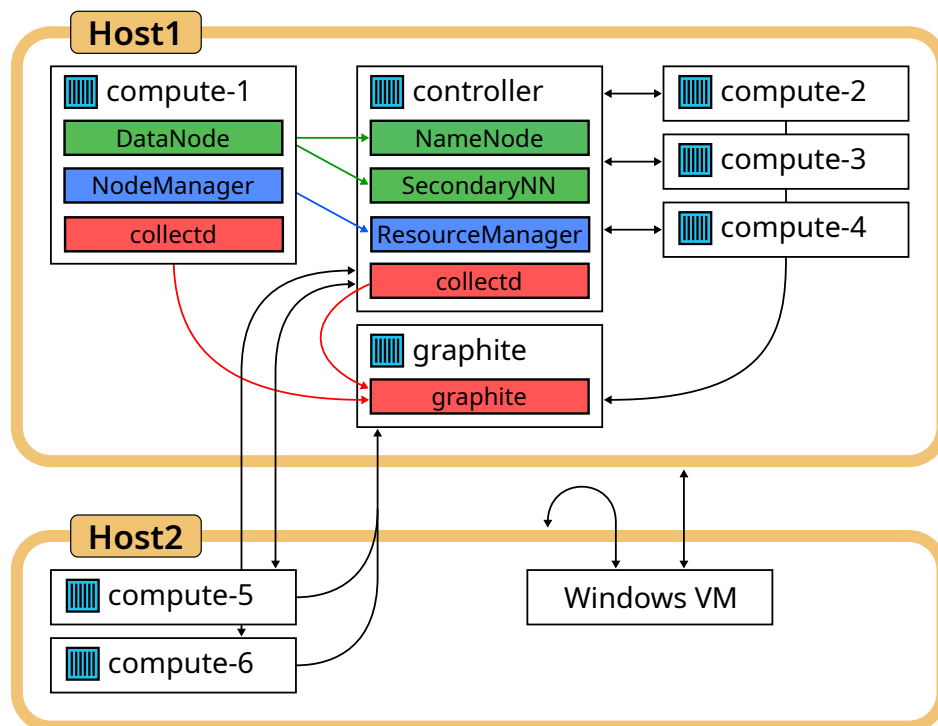 Host1
compute-1
DataNode
NodeManager
collectd
controller
NameNode
SecondaryNN
ResourceManager
collectd
graphite
graphite
compute-2
compute-3
compute-4
Host2
compute-5
compute-6
Windows VM